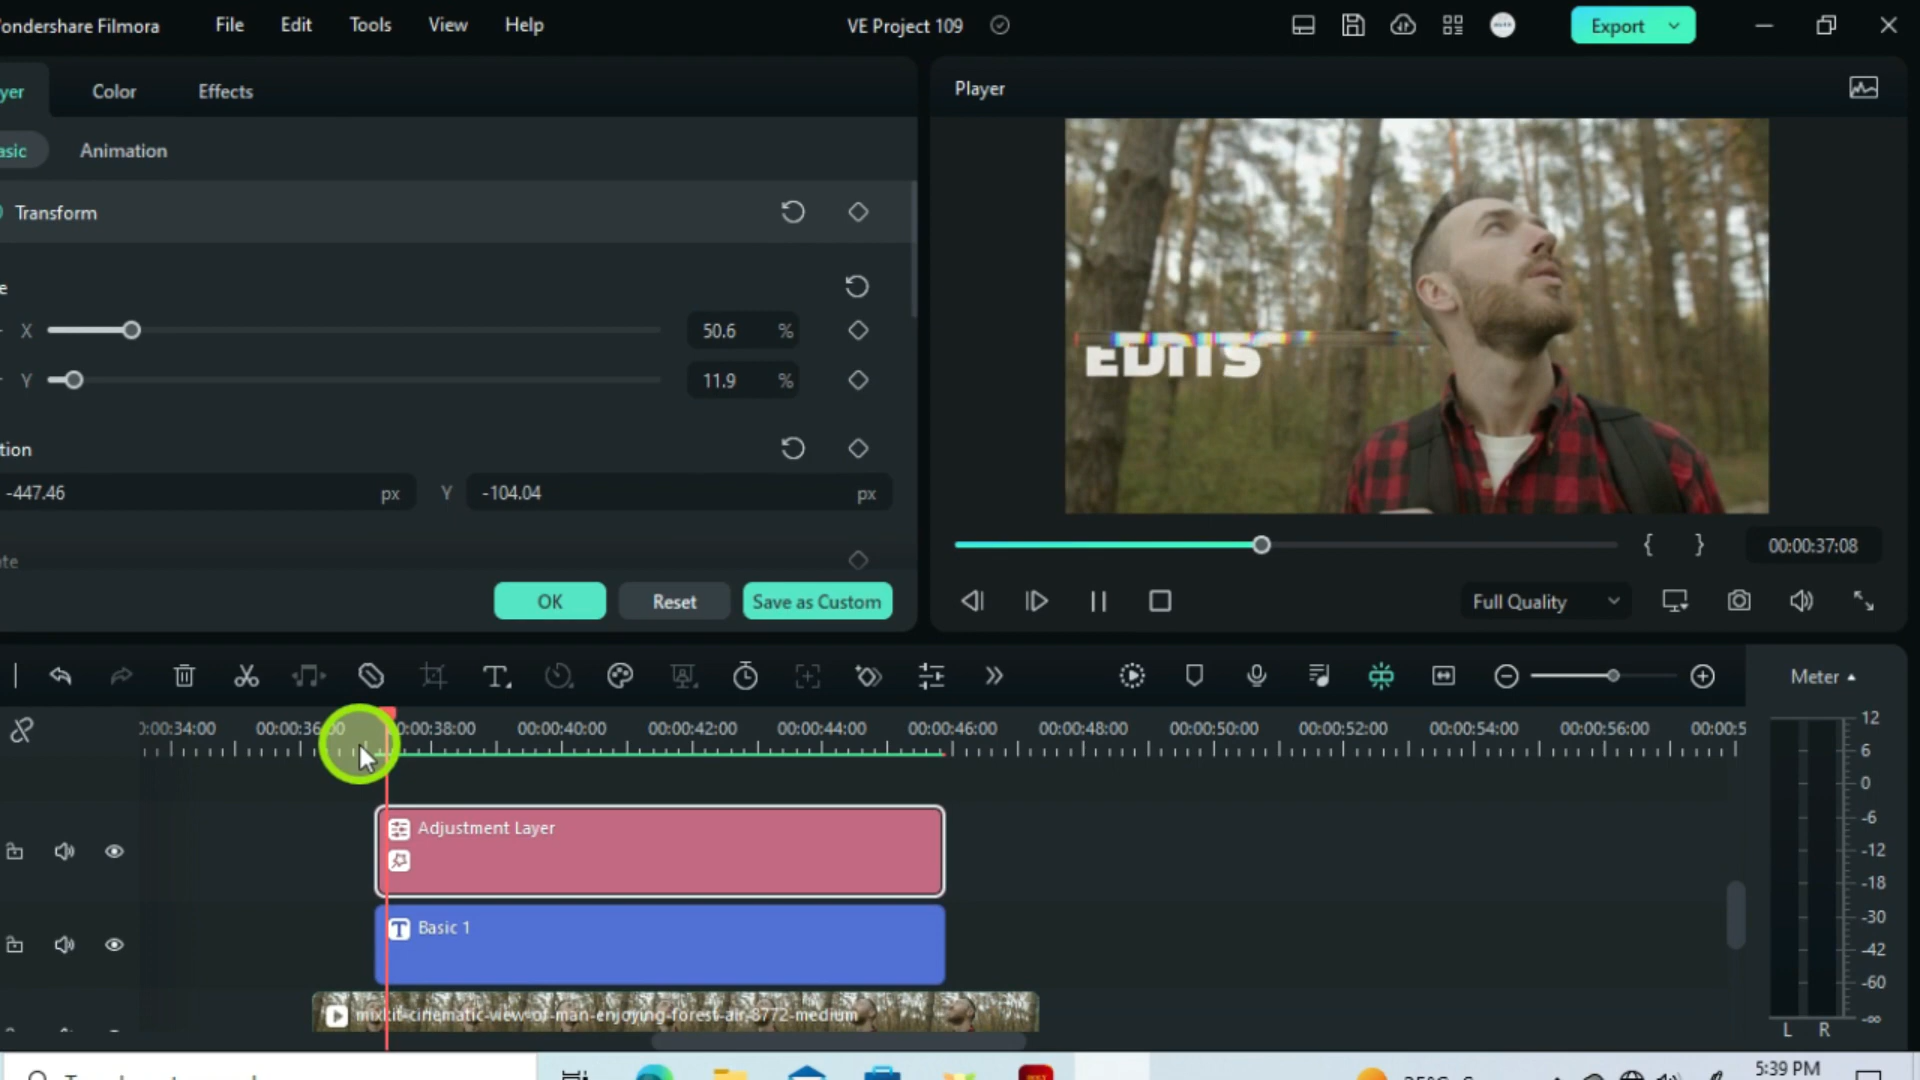 ondershare Filmora File Edit Tools View Help VE Project 109 Export
yer Color Effects
asic Animation
Transform
e
X 50.6 %
Y 11.9 %
tion
-447.46 px Y -104.04 px
te
OK Reset Save as Custom
Player
EDITS
{ } 00:00:37:08
Full Quality
Meter
0:00:34:00 00:00:36:00 00:00:38:00 00:00:40:00 00:00:42:00 00:00:44:00 00:00:46:00 00:00:48:00 00:00:50:00 00:00:52:00 00:00:54:00 00:00:56:00 00:00:5
Adjustment Layer
Basic 1
mixkit-cinematic-view-of-man-enjoying-forest-air-8772-medium
12
6
0
-6
-12
-18
-30
-42
-60
-∞
L R
5:39 PM